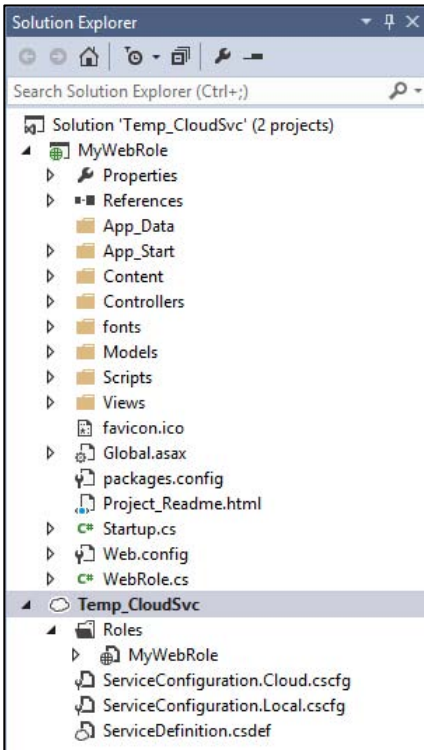 Solution Explorer
Search Solution Explorer (Ctrl+;)
Solution 'Temp_CloudSvc' (2 projects)
MyWebRole
Properties
References
App_Data
App_Start
Content
Controllers
fonts
Models
Scripts
Views
favicon.ico
Global.asax
packages.config
Project_Readme.html
C# Startup.cs
Web.config
C# WebRole.cs
Temp_CloudSvc
Roles
MyWebRole
ServiceConfiguration.Cloud.cscfg
ServiceConfiguration.Local.cscfg
ServiceDefinition.csdef